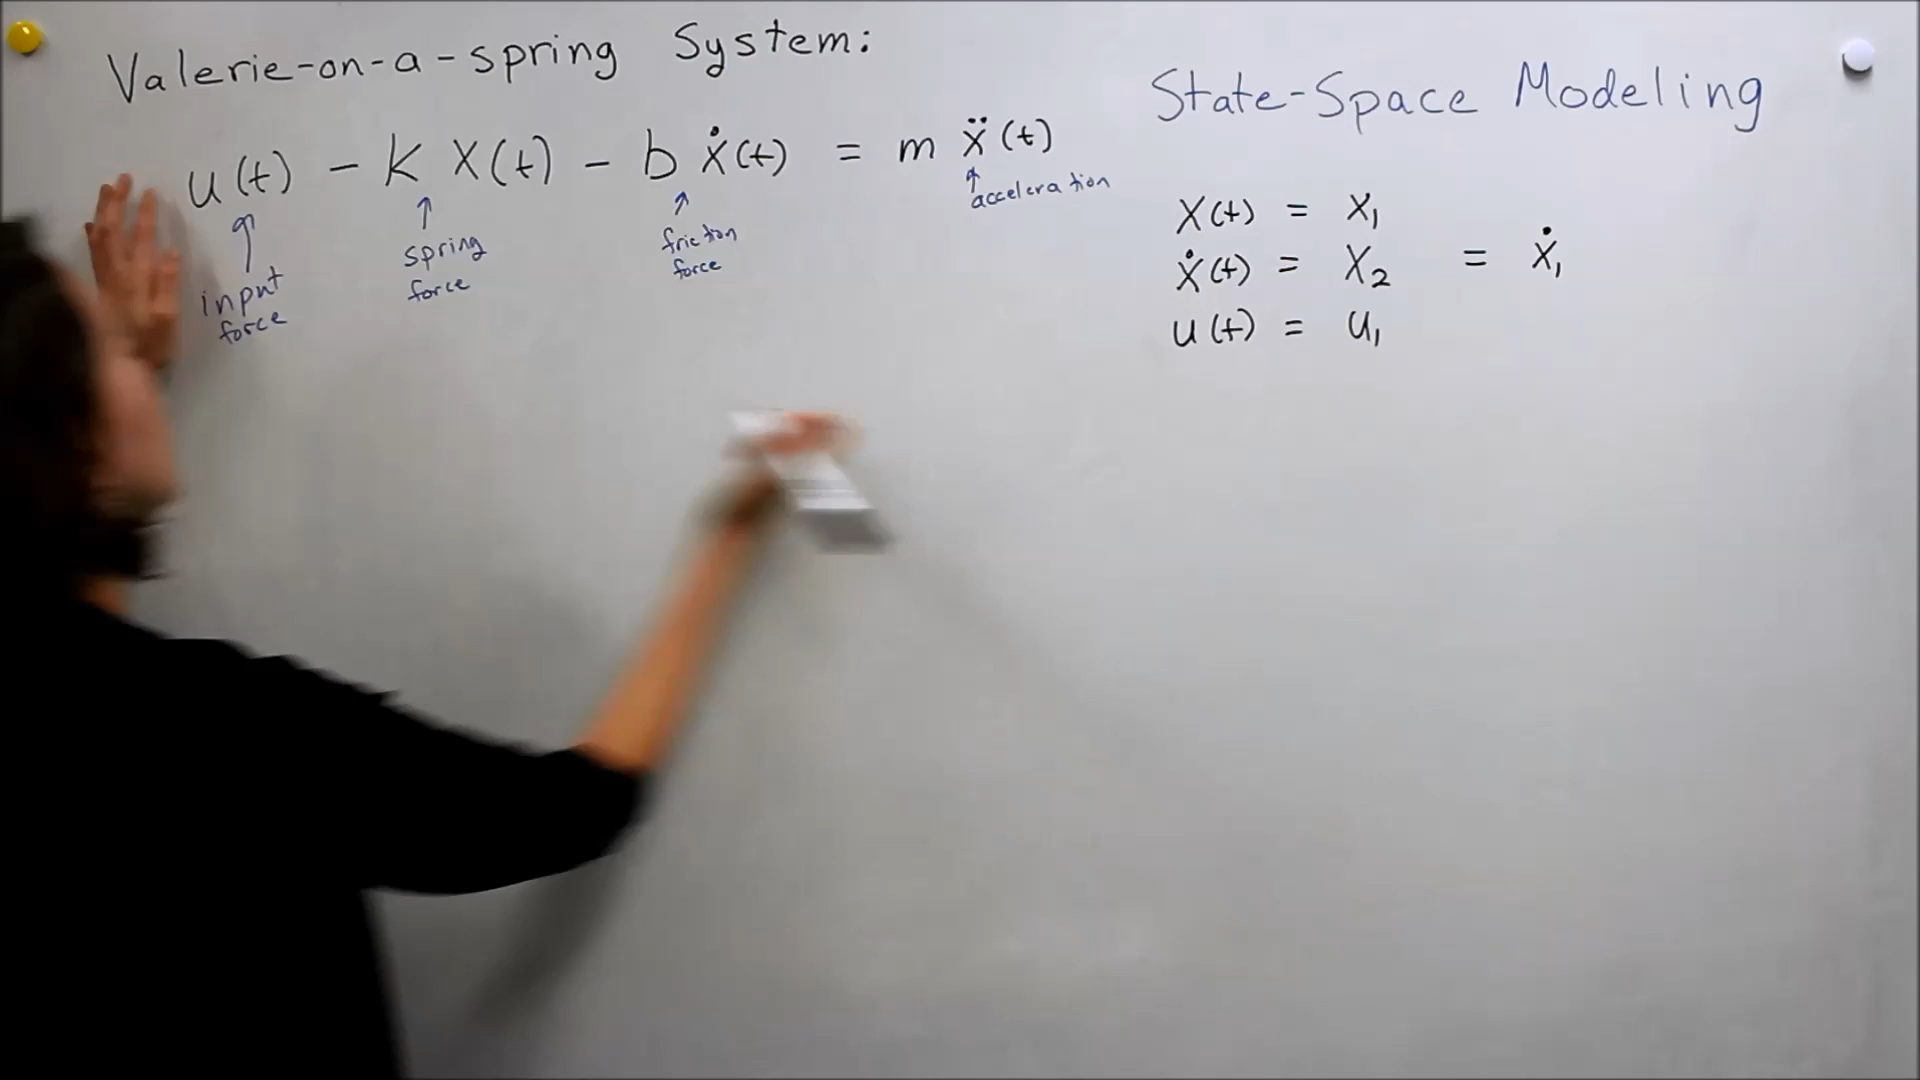 Valerie-on-a-spring System:
u(t) - k x(t) - b ẋ(t) = m ẍ(t)
input force
spring force
friction force
acceleration
State-Space Modeling
x(t) = x₁
ẋ(t) = x₂ = ẋ₁
u(t) = u₁